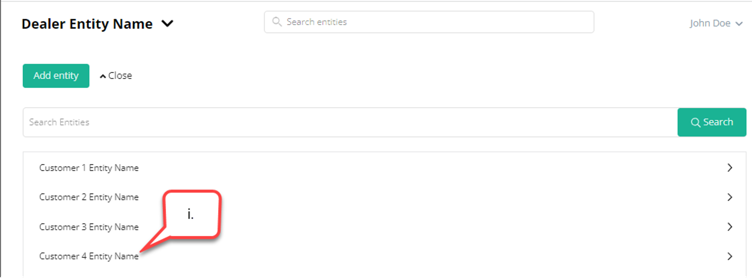 Dealer Entity Name
Search entities
John Doe
Add entity
Close
Search Entities
Search
Customer 1 Entity Name
Customer 2 Entity Name
i.
Customer 3 Entity Name
Customer 4 Entity Name